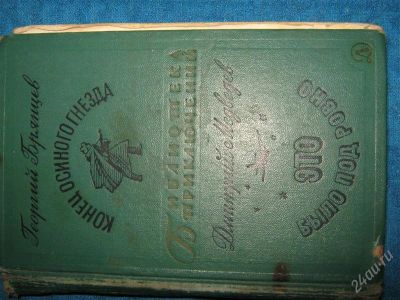 Георгий Брянцев
КОНЕЦ ОСИНОГО ГНЕЗДА
Библиотека
приключений
Дмитрий Медведев
ЭТО
БЫЛО ПОД РОВНО
24au.ru